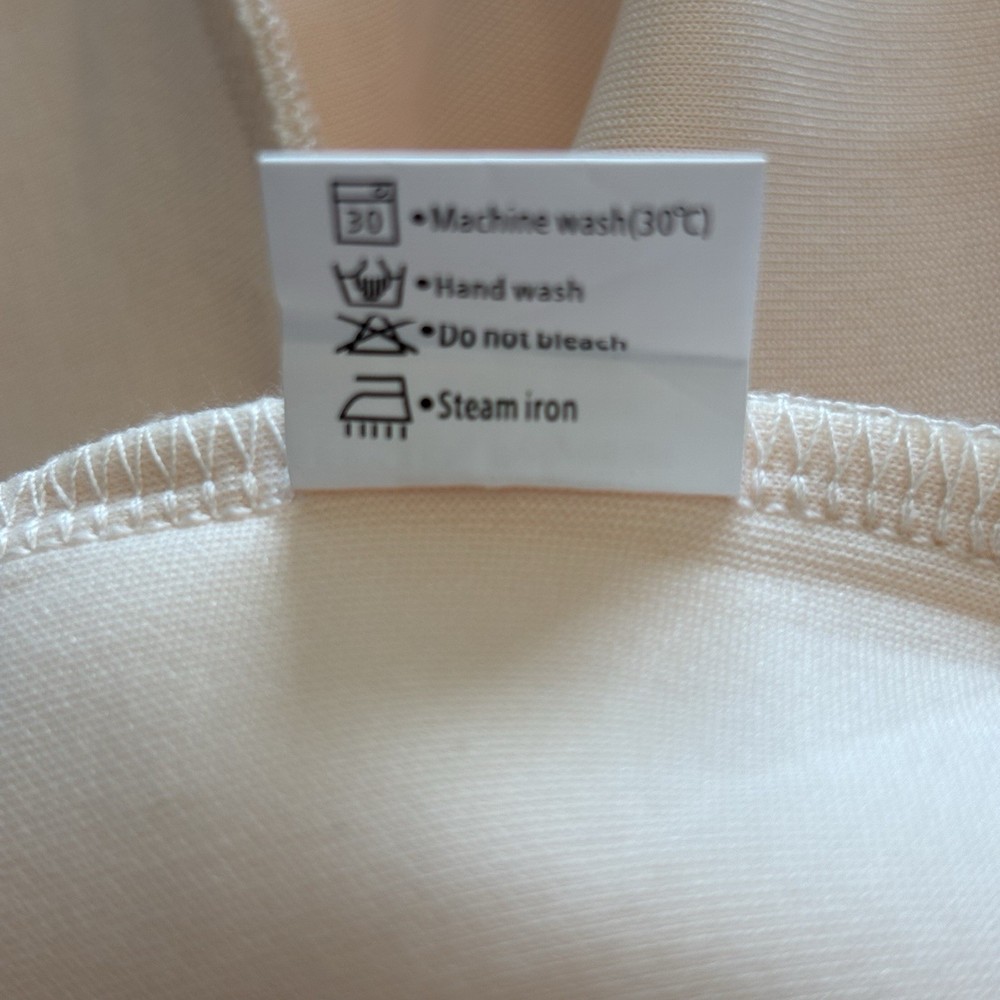 30 •Machine wash(30℃)
•Hand wash
•Do not bleach
•Steam iron